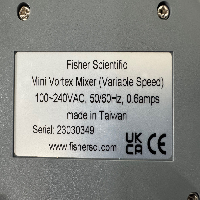 Fisher Scientific
Mini Vortex Mixer (Variable Speed)
100~240VAC, 50/60Hz, 0.6amps
made in Taiwan
Serial: 23030349
www.fishersci.com
UK
CA CE